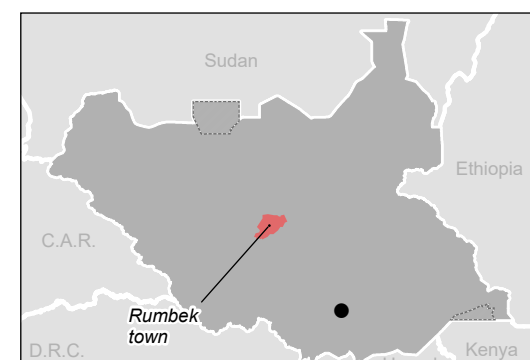 Sudan
Ethiopia
C.A.R.
Rumbek
town
D.R.C.
Kenya